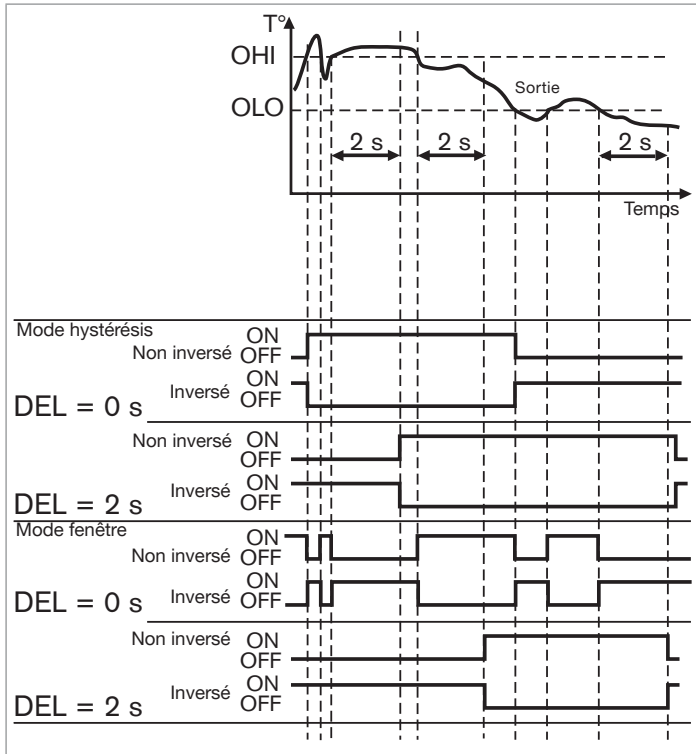 T°
OHI
Sortie
OLO
2 s 2 s 2 s
Temps
Mode hystérésis
ON
Non inversé OFF
ON
Inversé OFF
DEL = 0 s
Non inversé ON
OFF
Inversé ON
OFF
DEL = 2 s
Mode fenêtre
ON
Non inversé OFF
ON
Inversé OFF
DEL = 0 s
Non inversé ON
OFF
Inversé ON
OFF
DEL = 2 s